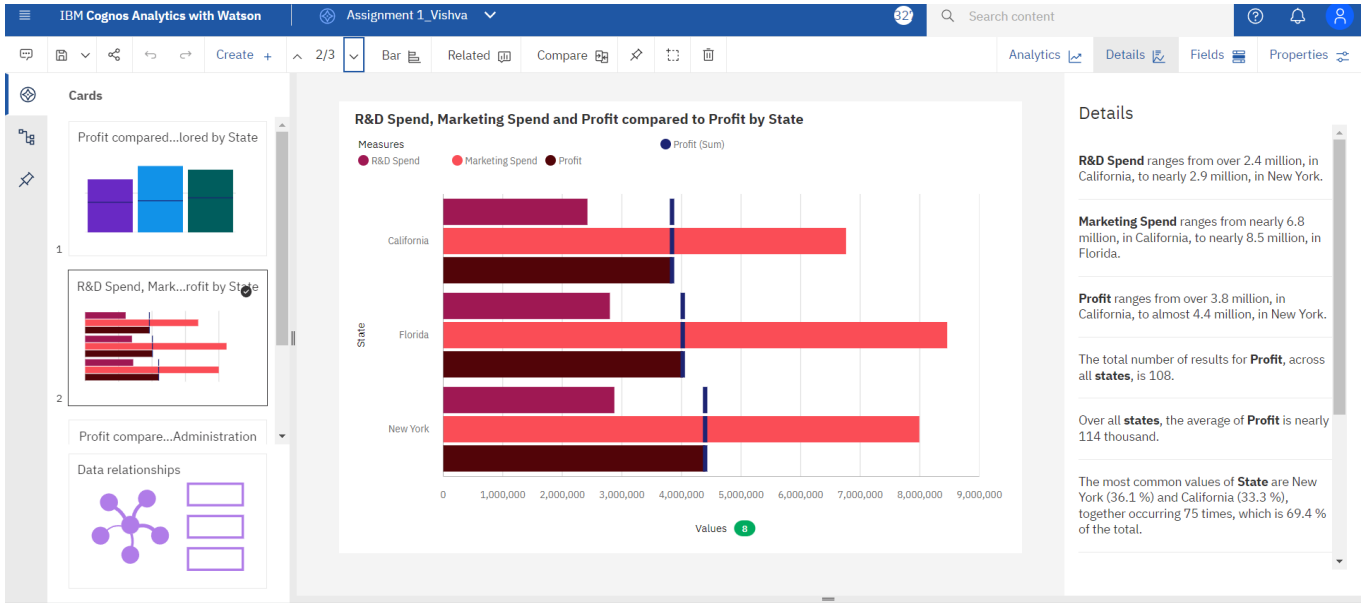 IBM Cognos Analytics with Watson
Assignment 1_Vishva
Search content
Create +
2/3
Bar
Related
Compare
Analytics
Details
Fields
Properties
Cards
Profit compared...lored by State
1
R&D Spend, Mark...rofit by State
2
Profit compare...Administration
Data relationships
R&D Spend, Marketing Spend and Profit compared to Profit by State
Measures
R&D Spend
Marketing Spend
Profit
Profit (Sum)
State
California
Florida
New York
0
1,000,000
2,000,000
3,000,000
4,000,000
5,000,000
6,000,000
7,000,000
8,000,000
9,000,000
Values 8
Details
R&D Spend ranges from over 2.4 million, in
California, to nearly 2.9 million, in New York.
Marketing Spend ranges from nearly 6.8
million, in California, to nearly 8.5 million, in
Florida.
Profit ranges from over 3.8 million, in
California, to almost 4.4 million, in New York.
The total number of results for Profit, across
all states, is 108.
Over all states, the average of Profit is nearly
114 thousand.
The most common values of State are New
York (36.1 %) and California (33.3 %),
together occurring 75 times, which is 69.4 %
of the total.